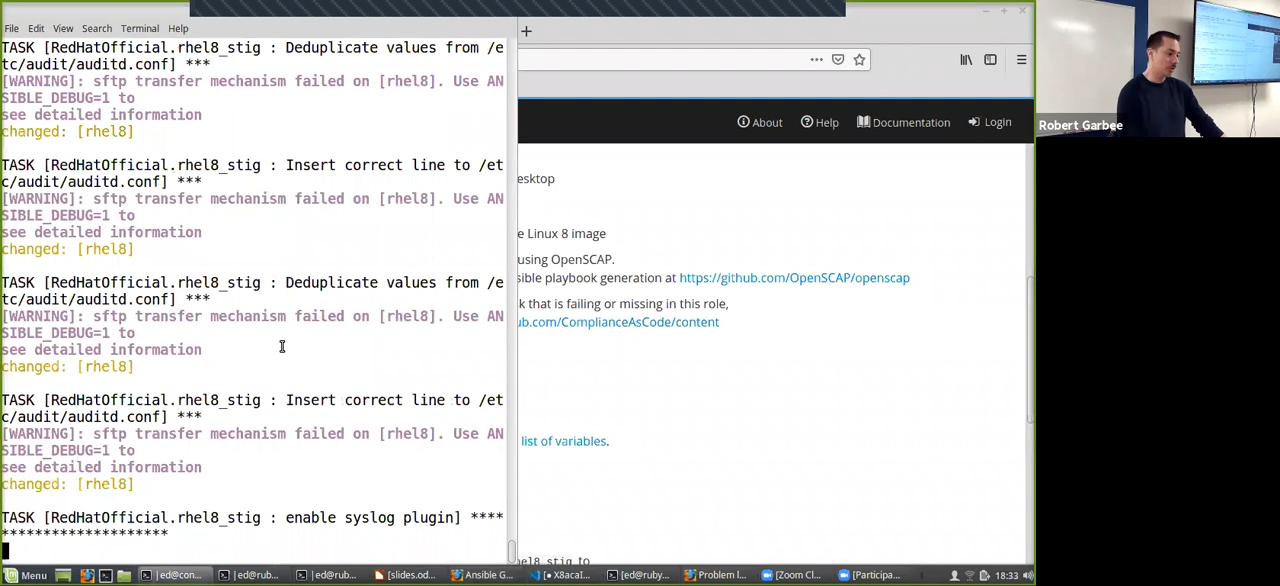 File Edit View Search Terminal Help
TASK [RedHatOfficial.rhel8_stig : Deduplicate values from /e
tc/audit/auditd.conf] ***
[WARNING]: sftp transfer mechanism failed on [rhel8]. Use AN
SIBLE_DEBUG=1 to
see detailed information
changed: [rhel8]
TASK [RedHatOfficial.rhel8_stig : Insert correct line to /et
c/audit/auditd.conf] ***
[WARNING]: sftp transfer mechanism failed on [rhel8]. Use AN
SIBLE_DEBUG=1 to
see detailed information
changed: [rhel8]
TASK [RedHatOfficial.rhel8_stig : Deduplicate values from /e
tc/audit/auditd.conf] ***
[WARNING]: sftp transfer mechanism failed on [rhel8]. Use AN
SIBLE_DEBUG=1 to
see detailed information
changed: [rhel8]
TASK [RedHatOfficial.rhel8_stig : Insert correct line to /et
c/audit/auditd.conf] ***
[WARNING]: sftp transfer mechanism failed on [rhel8]. Use AN
SIBLE_DEBUG=1 to
see detailed information
changed: [rhel8]
TASK [RedHatOfficial.rhel8_stig : enable syslog plugin] ****
********************
About Help Documentation Login
esktop
e Linux 8 image
using OpenSCAP.
sible playbook generation at https://github.com/OpenSCAP/openscap
sk that is failing or missing in this role,
ub.com/ComplianceAsCode/content
list of variables.
hel8_stig to
Robert Garbee
Menu |ed@con... |ed@rub... |ed@rub... [slides.od... Ansible G... [• X8acaI... [ed@ruby... Problem l... [Zoom Cl... [Participa... 18:33